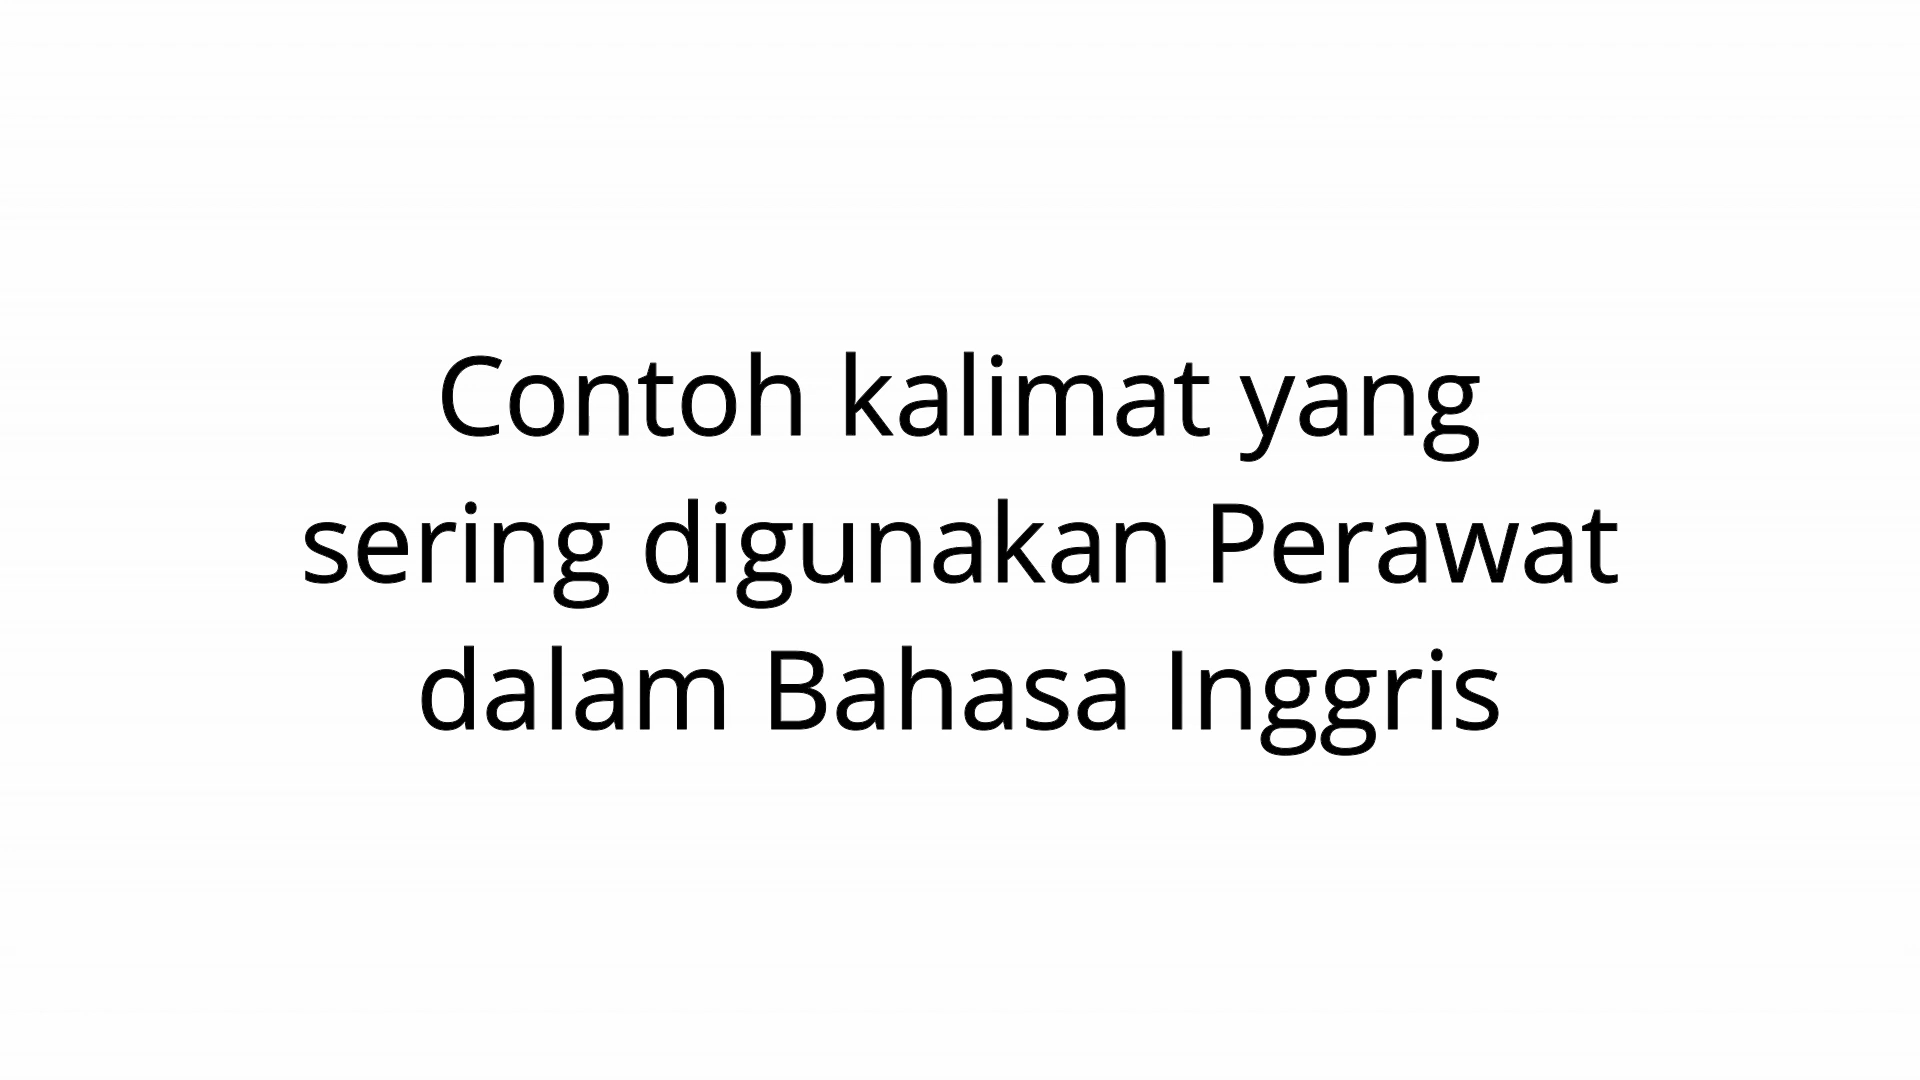 Contoh kalimat yang
sering digunakan Perawat
dalam Bahasa Inggris